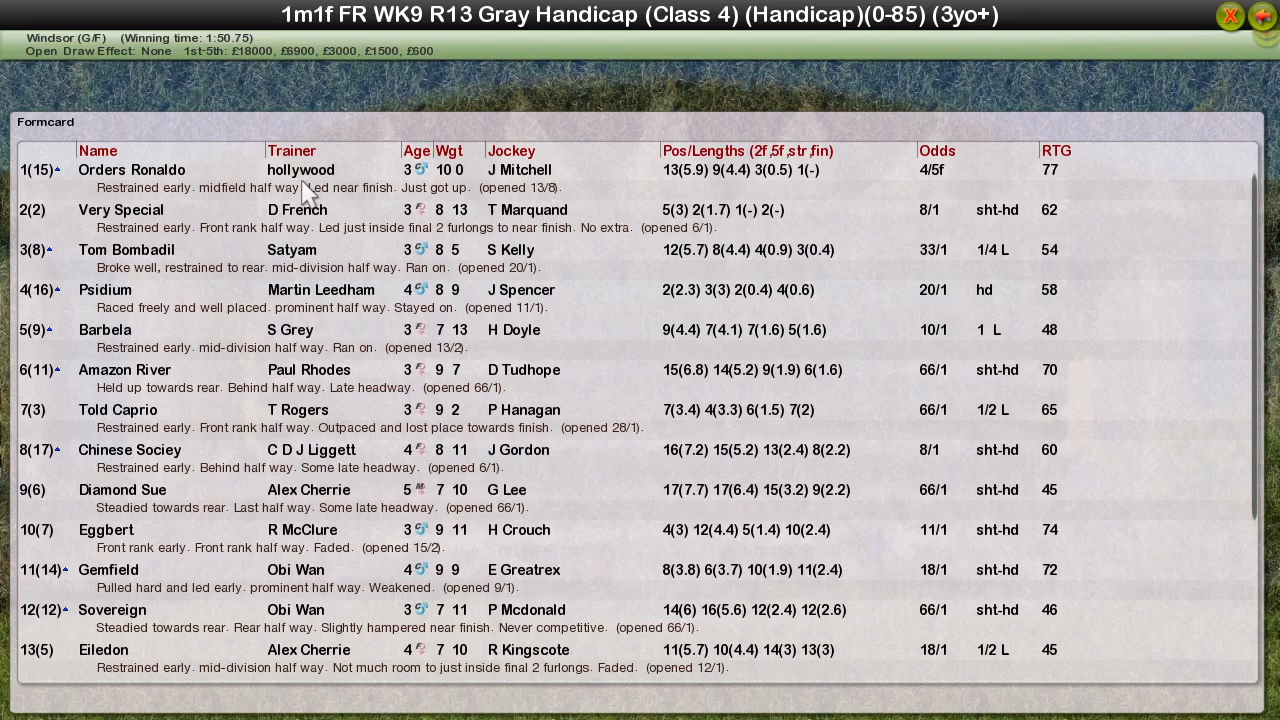 1m1f FR WK9 R13 Gray Handicap (Class 4) (Handicap)(0-85) (3yo+)
X
Windsor (G/F) (Winning time: 1:50.75)
Open Draw Effect: None 1st-5th: £18000, £6900, £3000, £1500, £600
Formcard
Name Trainer Age Wgt Jockey Pos/Lengths (2f,5f,str,fin) Odds RTG
1(15) Orders Ronaldo hollywood 3 10 0 J Mitchell 13(5.9) 9(4.4) 3(0.5) 1(-) 4/5f 77
Restrained early. midfield half way. Led near finish. Just got up. (opened 13/8).
2(2) Very Special D French 3 8 13 T Marquand 5(3) 2(1.7) 1(-) 2(-) 8/1 sht-hd 62
Restrained early. Front rank half way. Led just inside final 2 furlongs to near finish. No extra. (opened 6/1).
3(8) Tom Bombadil Satyam 3 8 5 S Kelly 12(5.7) 8(4.4) 4(0.9) 3(0.4) 33/1 1/4 L 54
Broke well, restrained to rear. mid-division half way. Ran on. (opened 20/1).
4(16) Psidium Martin Leedham 4 8 9 J Spencer 2(2.3) 3(3) 2(0.4) 4(0.6) 20/1 hd 58
Raced freely and well placed. prominent half way. Stayed on. (opened 11/1).
5(9) Barbela S Grey 3 7 13 H Doyle 9(4.4) 7(4.1) 7(1.6) 5(1.6) 10/1 1 L 48
Restrained early. mid-division half way. Ran on. (opened 13/2).
6(11) Amazon River Paul Rhodes 3 9 7 D Tudhope 15(6.8) 14(5.2) 9(1.9) 6(1.6) 66/1 sht-hd 70
Held up towards rear. Behind half way. Late headway. (opened 66/1).
7(3) Told Caprio T Rogers 3 9 2 P Hanagan 7(3.4) 4(3.3) 6(1.5) 7(2) 66/1 1/2 L 65
Restrained early. Front rank half way. Outpaced and lost place towards finish. (opened 28/1).
8(17) Chinese Sociey C D J Liggett 4 8 11 J Gordon 16(7.2) 15(5.2) 13(2.4) 8(2.2) 8/1 sht-hd 60
Restrained early. Behind half way. Some late headway. (opened 6/1).
9(6) Diamond Sue Alex Cherrie 5 7 10 G Lee 17(7.7) 17(6.4) 15(3.2) 9(2.2) 66/1 sht-hd 45
Steadied towards rear. Last half way. Some late headway. (opened 66/1).
10(7) Eggbert R McClure 3 9 11 H Crouch 4(3) 12(4.4) 5(1.4) 10(2.4) 11/1 sht-hd 74
Front rank early. Front rank half way. Faded. (opened 15/2).
11(14) Gemfield Obi Wan 4 9 9 E Greatrex 8(3.8) 6(3.7) 10(1.9) 11(2.4) 18/1 sht-hd 72
Pulled hard and led early. prominent half way. Weakened. (opened 9/1).
12(12) Sovereign Obi Wan 3 7 11 P Mcdonald 14(6) 16(5.6) 12(2.4) 12(2.6) 66/1 sht-hd 46
Steadied towards rear. Rear half way. Slightly hampered near finish. Never competitive. (opened 66/1).
13(5) Eiledon Alex Cherrie 4 7 10 R Kingscote 11(5.7) 10(4.4) 14(3) 13(3) 18/1 1/2 L 45
Restrained early. mid-division half way. Not much room to just inside final 2 furlongs. Faded. (opened 12/1).